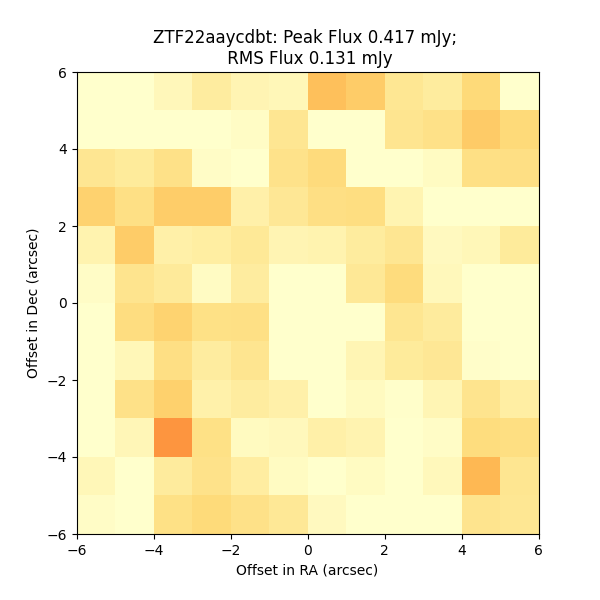 ZTF22aaycdbt: Peak Flux 0.417 mJy;
RMS Flux 0.131 mJy
6
4
2
0
−2
−4
−6
Offset in Dec (arcsec)
−6 −4 −2 0 2 4 6
Offset in RA (arcsec)